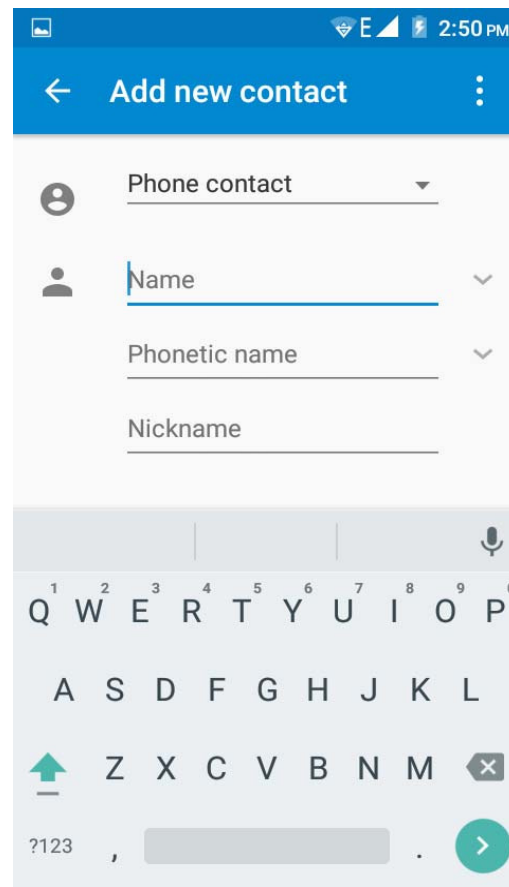 E 2:50 PM
Add new contact
Phone contact
Name
Phonetic name
Nickname
1 2 3 4 5 6 7 8 9
Q W E R T Y U I O P
A S D F G H J K L
Z X C V B N M
?123 , .